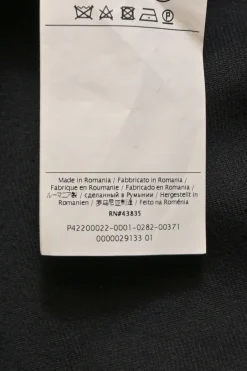 Made in Romania / Fabbricato in Romania /
Fabrique en Roumanie / Fabricado en Romania /
ルーマニア製 / сделанный в Румынии / Hergestellt in
Romanien / 罗马尼亚制造 / Feito na Roménia
RN#43835
P42200022-0001-0282-00371
0000029133 01